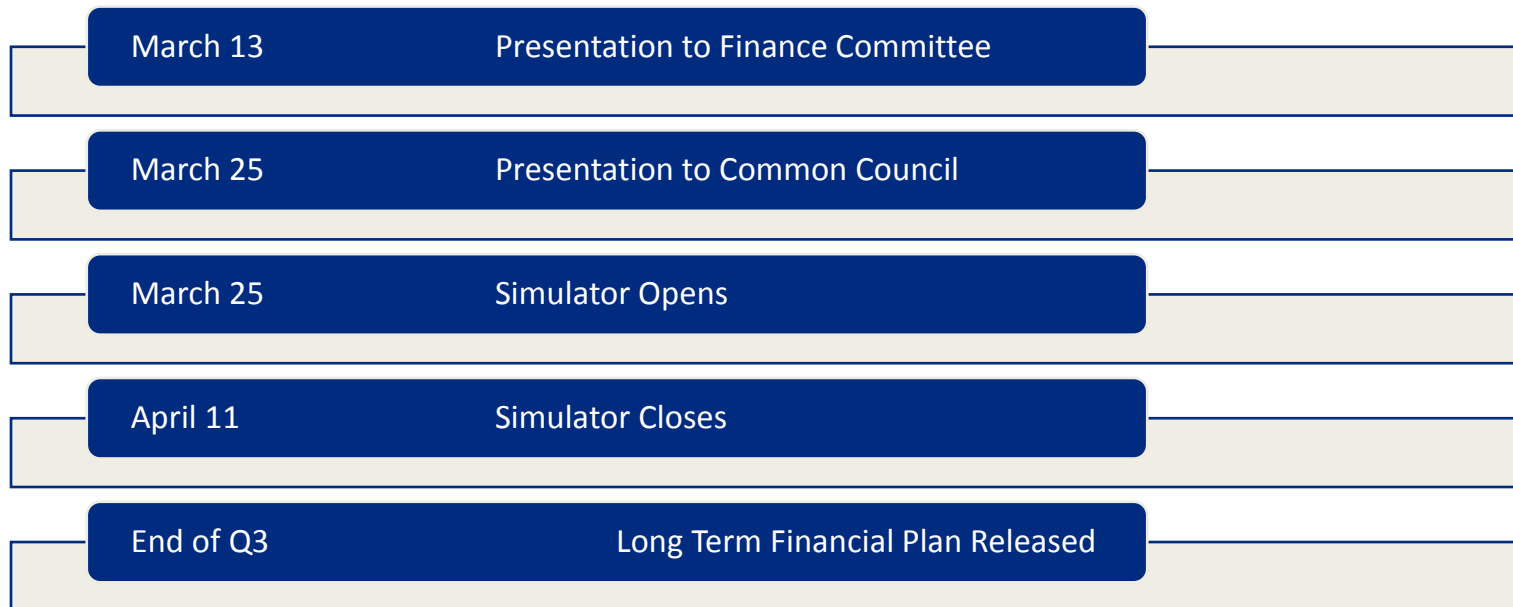 March 13 Presentation to Finance Committee
March 25 Presentation to Common Council
March 25 Simulator Opens
April 11 Simulator Closes
End of Q3 Long Term Financial Plan Released